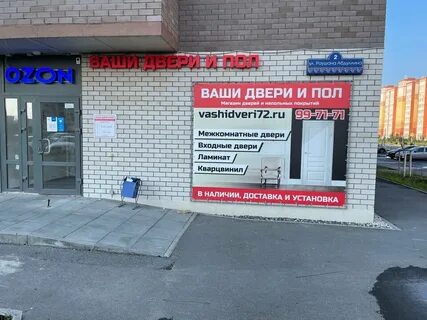 OZON
ВАШИ ДВЕРИ И ПОЛ
2
ВАШИ ДВЕРИ И ПОЛ
Магазин дверей и напольных покрытий
vashidveri72.ru 99-71-71
Межкомнатные двери
Входные двери
Ламинат
Кварцвинил
В НАЛИЧИИ, ДОСТАВКА И УСТАНОВКА